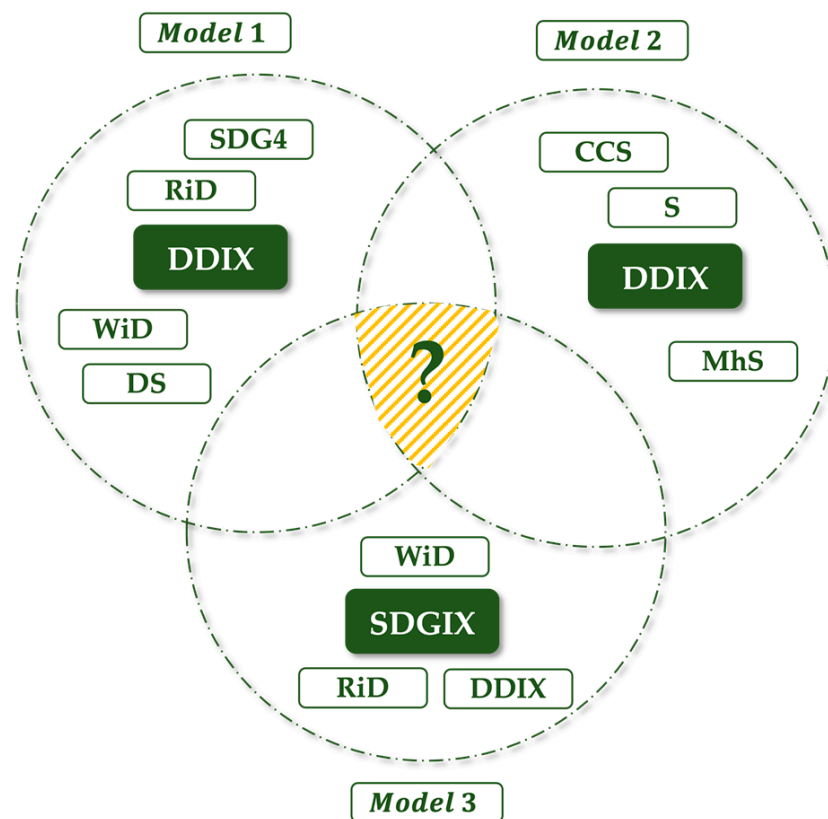 Model 1
Model 2
SDG4
CCS
RiD
S
DDIX
DDIX
WiD
MhS
DS
?
WiD
SDGIX
RiD
DDIX
Model 3